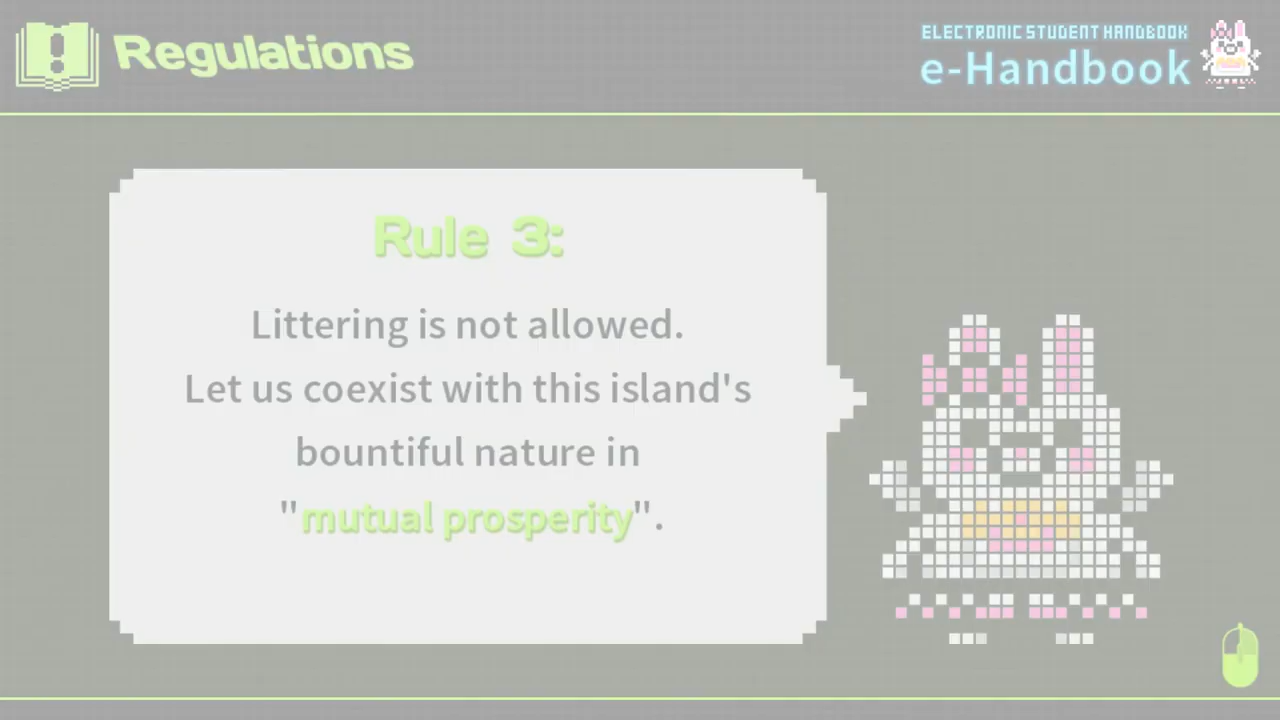 Regulations
ELECTRONIC STUDENT HANDBOOK
e-Handbook
Rule 3:
Littering is not allowed.
Let us coexist with this island's
bountiful nature in
"mutual prosperity".